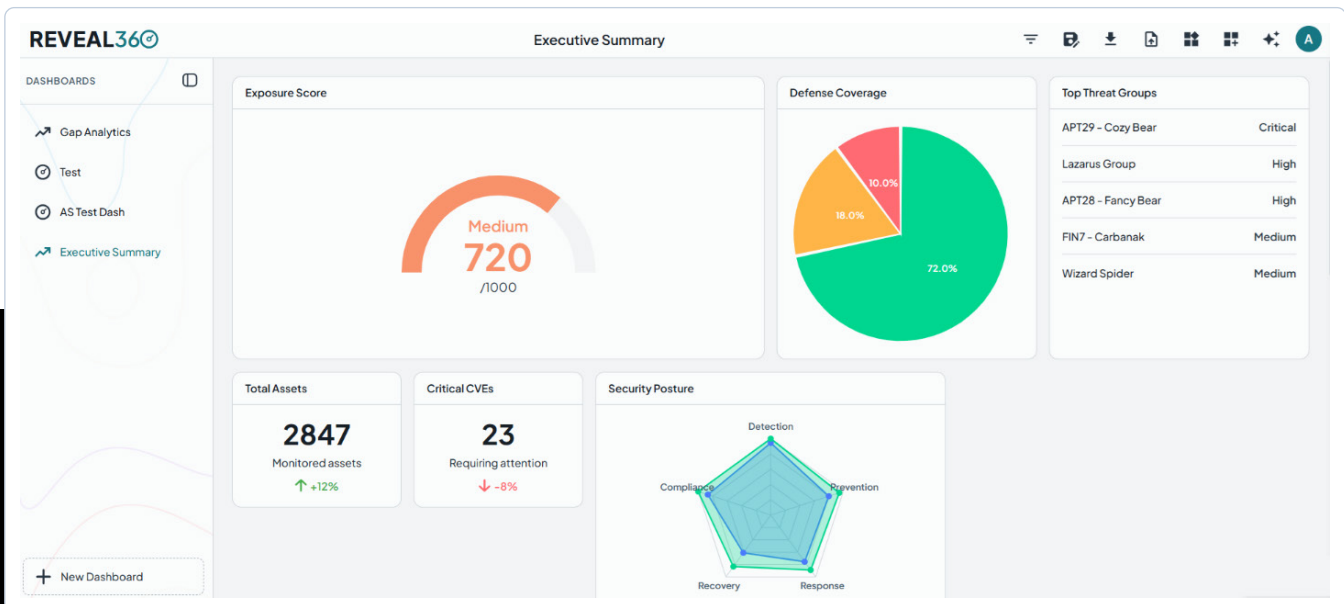 REVEAL360
Executive Summary
A
DASHBOARDS
Gap Analytics
Test
AS Test Dash
Executive Summary
New Dashboard
Exposure Score
Medium
720
/1000
Defense Coverage
10.0%
18.0%
72.0%
Top Threat Groups
APT29 - Cozy Bear Critical
Lazarus Group High
APT28 - Fancy Bear High
FIN7 - Carbanak Medium
Wizard Spider Medium
Total Assets
2847
Monitored assets
+12%
Critical CVEs
23
Requiring attention
-8%
Security Posture
Detection
Compliance
Prevention
Recovery
Response